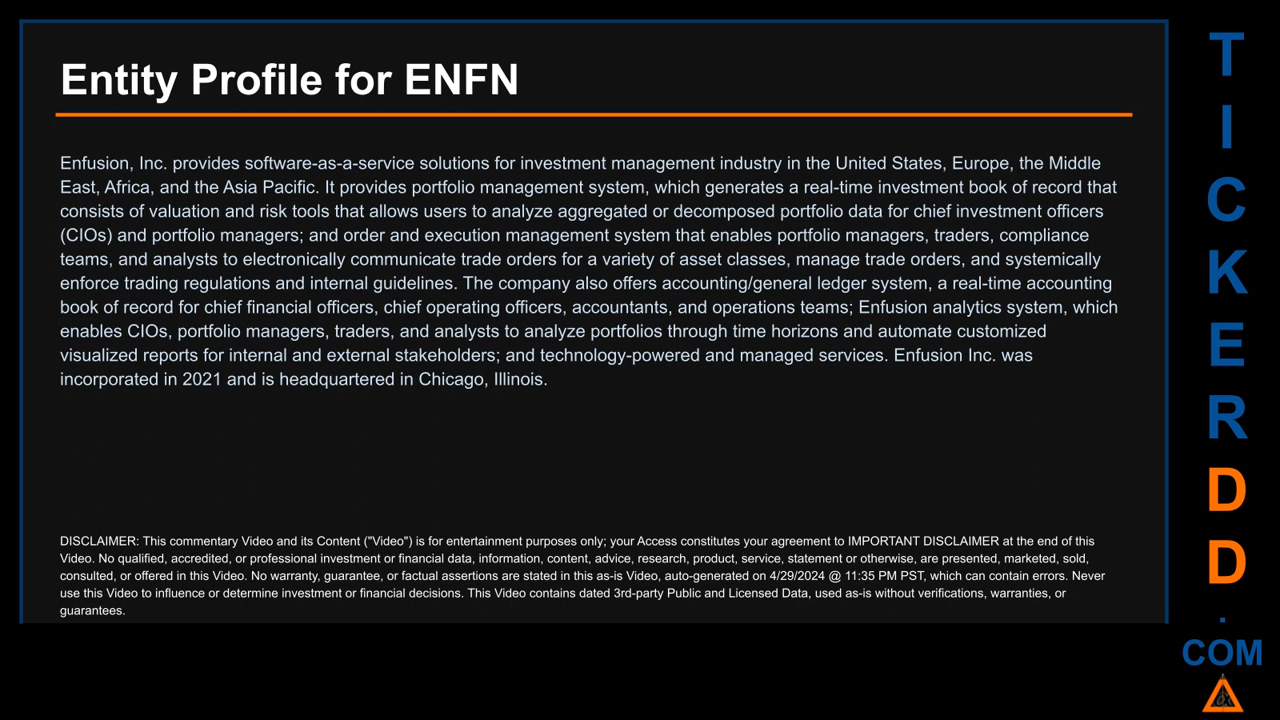 Entity Profile for ENFN
Enfusion, Inc. provides software-as-a-service solutions for investment management industry in the United States, Europe, the Middle
East, Africa, and the Asia Pacific. It provides portfolio management system, which generates a real-time investment book of record that
consists of valuation and risk tools that allows users to analyze aggregated or decomposed portfolio data for chief investment officers
(CIOs) and portfolio managers; and order and execution management system that enables portfolio managers, traders, compliance
teams, and analysts to electronically communicate trade orders for a variety of asset classes, manage trade orders, and systemically
enforce trading regulations and internal guidelines. The company also offers accounting/general ledger system, a real-time accounting
book of record for chief financial officers, chief operating officers, accountants, and operations teams; Enfusion analytics system, which
enables CIOs, portfolio managers, traders, and analysts to analyze portfolios through time horizons and automate customized
visualized reports for internal and external stakeholders; and technology-powered and managed services. Enfusion Inc. was
incorporated in 2021 and is headquartered in Chicago, Illinois.
DISCLAIMER: This commentary Video and its Content ("Video") is for entertainment purposes only; your Access constitutes your agreement to IMPORTANT DISCLAIMER at the end of this
Video. No qualified, accredited, or professional investment or financial data, information, content, advice, research, product, service, statement or otherwise, are presented, marketed, sold,
consulted, or offered in this Video. No warranty, guarantee, or factual assertions are stated in this as-is Video, auto-generated on 4/29/2024 @ 11:35 PM PST, which can contain errors. Never
use this Video to influence or determine investment or financial decisions. This Video contains dated 3rd-party Public and Licensed Data, used as-is without verifications, warranties, or
guarantees.
T
I
C
K
E
R
D
D
.
COM